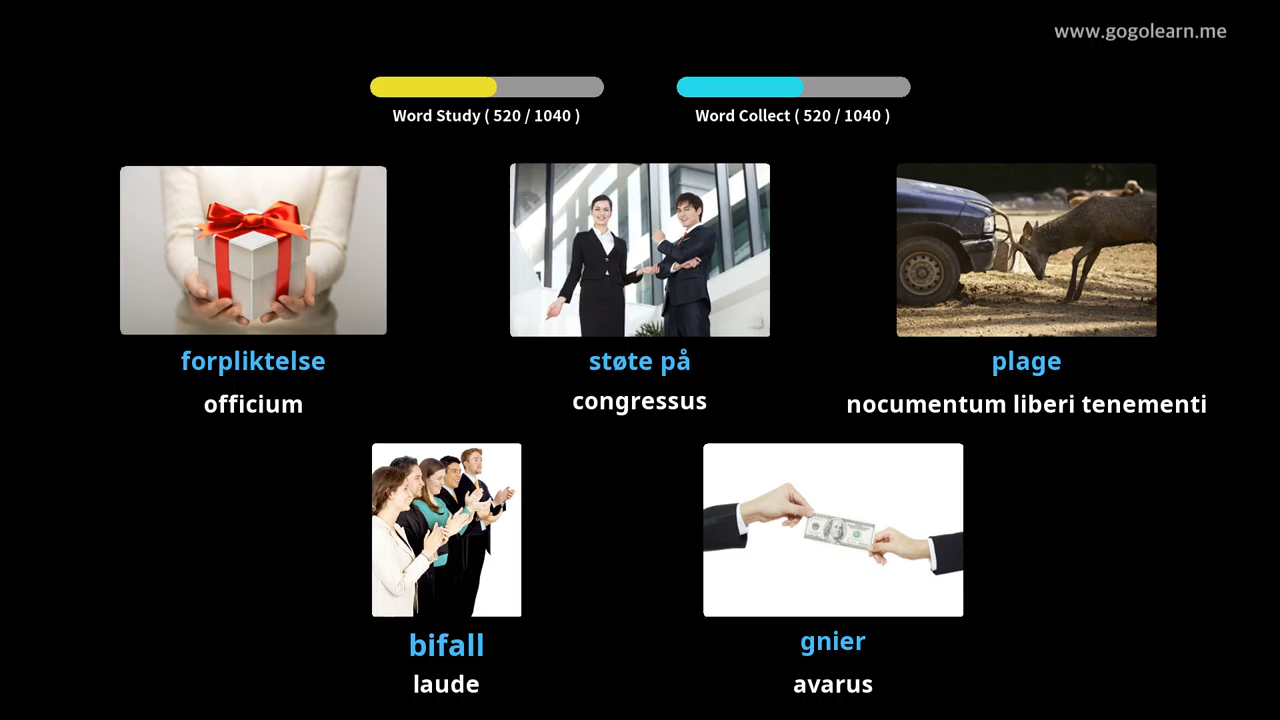 www.gogolearn.me
Word Study ( 520 / 1040 )
Word Collect ( 520 / 1040 )
forpliktelse
officium
støte på
congressus
plage
nocumentum liberi tenementi
bifall
laude
gnier
avarus